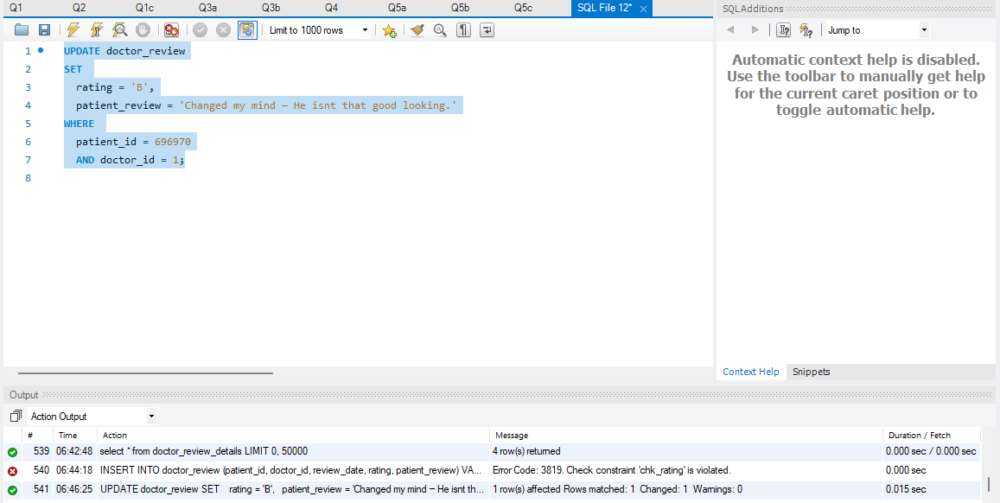 Q1 Q2 Q1c Q3a Q3b Q4 Q5a Q5b Q5c SQL File 12*
SQLAdditions
Limit to 1000 rows
Jump to
1 UPDATE doctor_review
2 SET
3 rating = 'B',
4 patient_review = 'Changed my mind – He isnt that good looking.'
5 WHERE
6 patient_id = 696970
7 AND doctor_id = 1;
8
Automatic context help is disabled.
Use the toolbar to manually get help
for the current caret position or to
toggle automatic help.
Context Help Snippets
Output
Action Output
# Time Action Message Duration / Fetch
539 06:42:48 select * from doctor_review_details LIMIT 0, 50000 4 row(s) returned 0.000 sec / 0.000 sec
540 06:44:18 INSERT INTO doctor_review (patient_id, doctor_id, review_date, rating, patient_review) VA... Error Code: 3819. Check constraint 'chk_rating' is violated. 0.000 sec
541 06:46:25 UPDATE doctor_review SET rating = 'B', patient_review = 'Changed my mind – He isnt th... 1 row(s) affected Rows matched: 1 Changed: 1 Warnings: 0 0.015 sec